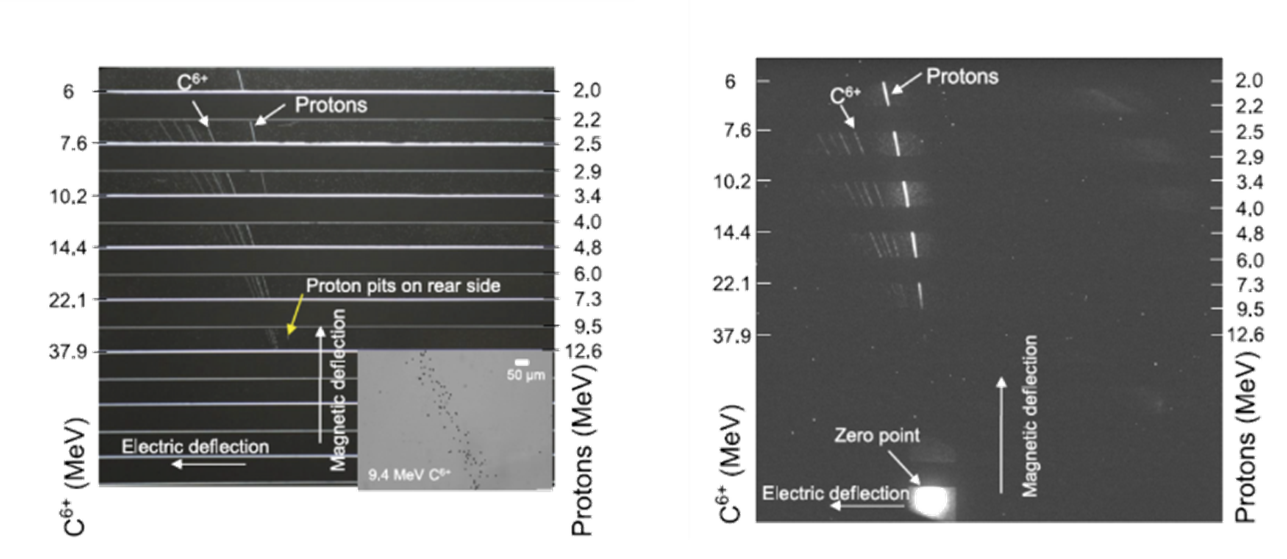 C6+
Protons
6
7.6
10.2
14,4
22.1
37.9
C6+ (MeV)
2.0
2.2
2.5
2.9
3.4
4.0
4,8
6.0
7.3
9.5
12.6
Protons (MeV)
Proton pits on rear side
Magnetic deflection
Electric deflection
50 μm
9,4 MeV C6+
C6+
Protons
6
7.6
10.2
14.4
22.1
37.9
C6+ (MeV)
2.0
2.2
2.5
2.9
3.4
4.0
4.8
6.0
7.3
9.5
12.6
Protons (MeV)
Zero point
Magnetic deflection
Electric deflection